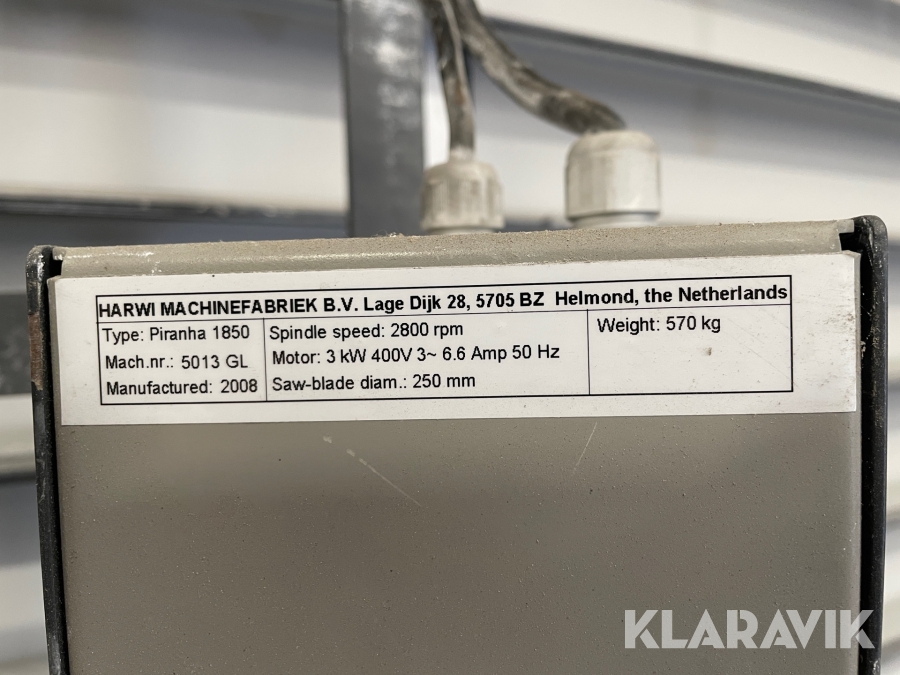 HARWI MACHINEFABRIEK B.V. Lage Dijk 28, 5705 BZ Helmond, the Netherlands
Type: Piranha 1850
Mach.nr.: 5013 GL
Manufactured: 2008
Spindle speed: 2800 rpm
Motor: 3 kW 400V 3~ 6.6 Amp 50 Hz
Saw-blade diam.: 250 mm
Weight: 570 kg
KLARAVIK